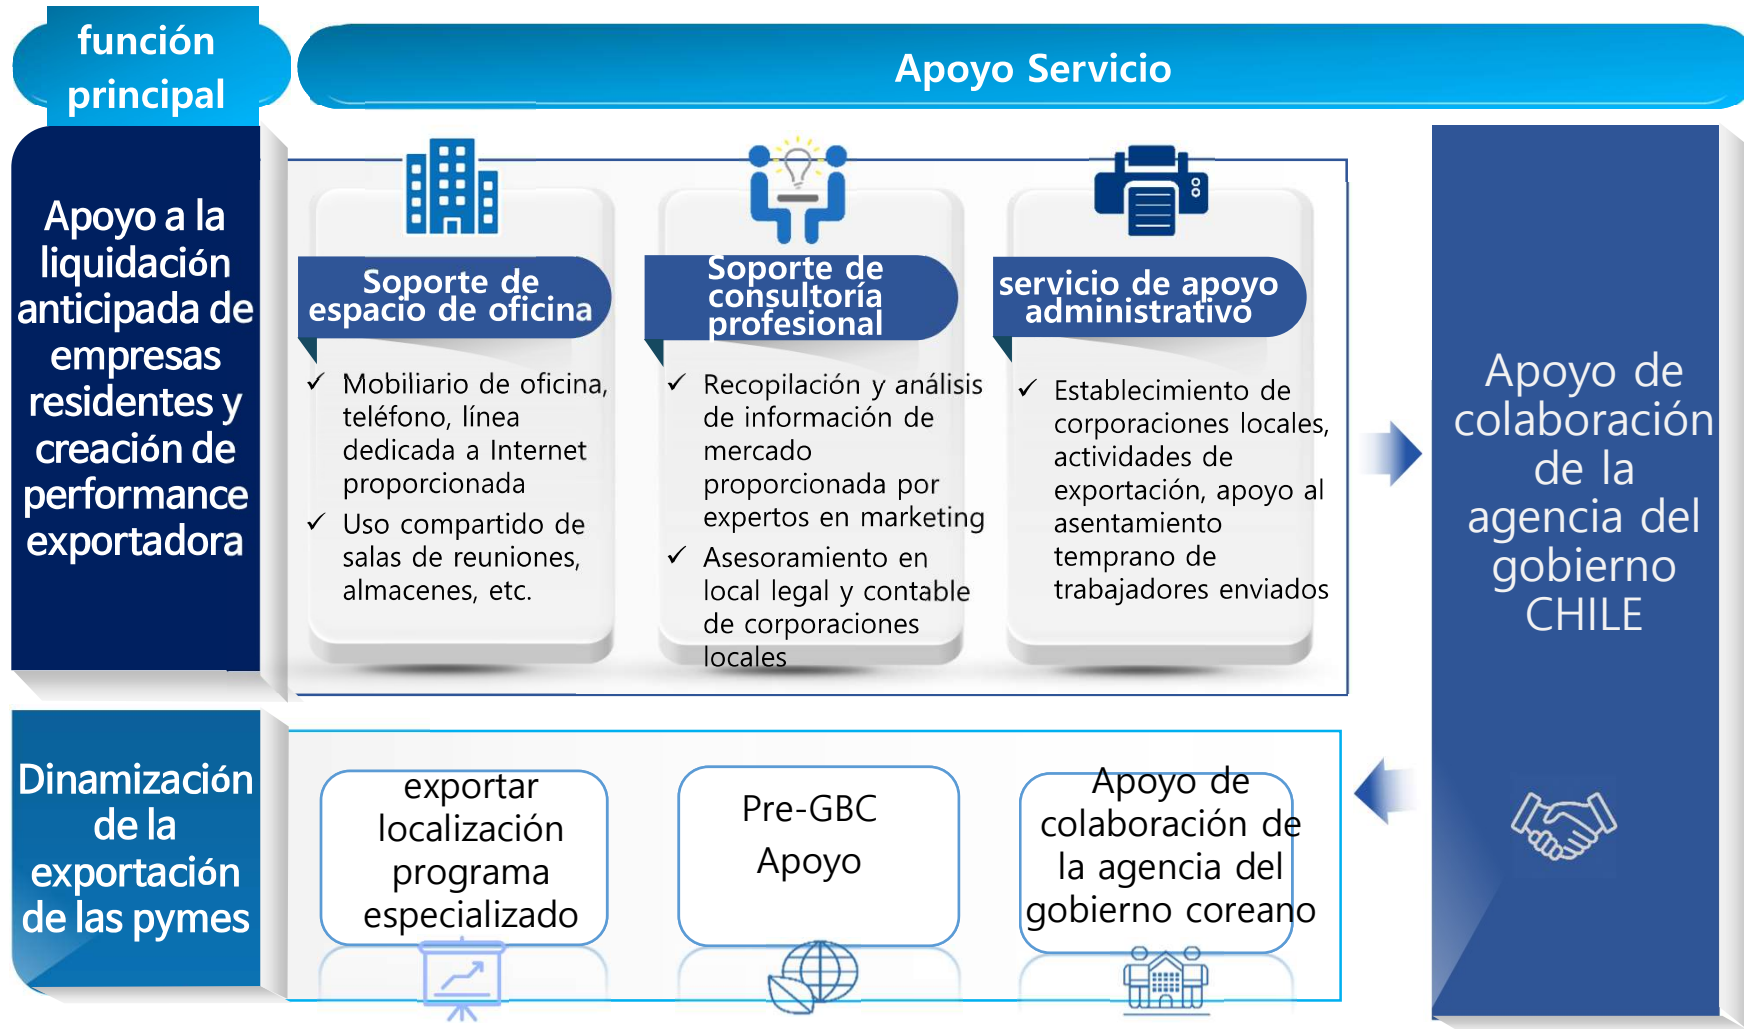 función
principal
Apoyo Servicio
Apoyo a la
liquidación
anticipada de
empresas
residentes y
creación de
performance
exportadora
Soporte de
espacio de oficina
✓ Mobiliario de oficina,
teléfono, línea
dedicada a Internet
proporcionada
✓ Uso compartido de
salas de reuniones,
almacenes, etc.
Soporte de
consultoría
profesional
✓ Recopilación y análisis
de información de
mercado
proporcionada por
expertos en marketing
✓ Asesoramiento en
local legal y contable
de corporaciones
locales
servicio de apoyo
administrativo
✓ Establecimiento de
corporaciones locales,
actividades de
exportación, apoyo al
asentamiento
temprano de
trabajadores enviados
Apoyo de
colaboración
de la
agencia del
gobierno
CHILE
Dinamización
de la
exportación
de las pymes
exportar
localización
programa
especializado
Pre-GBC
Apoyo
Apoyo de
colaboración de
la agencia del
gobierno coreano